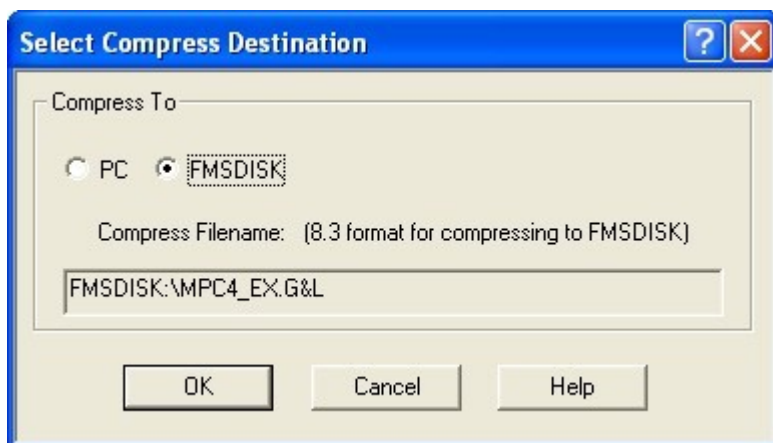 Select Compress Destination
Compress To
PC FMSDISK
Compress Filename: (8.3 format for compressing to FMSDISK)
FMSDISK:\MPC4_EX.G&L
OK Cancel Help